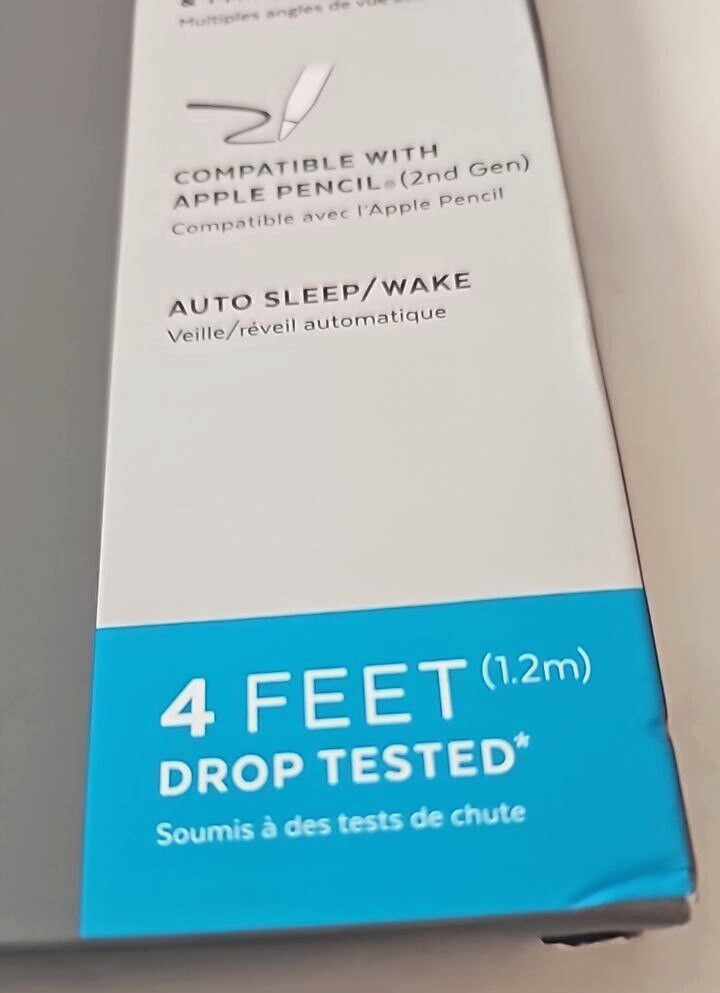 Multiples angles de vue
COMPATIBLE WITH
APPLE PENCIL® (2nd Gen)
Compatible avec l'Apple Pencil
AUTO SLEEP/WAKE
Veille/réveil automatique
4 FEET (1.2m)
DROP TESTED*
Soumis à des tests de chute